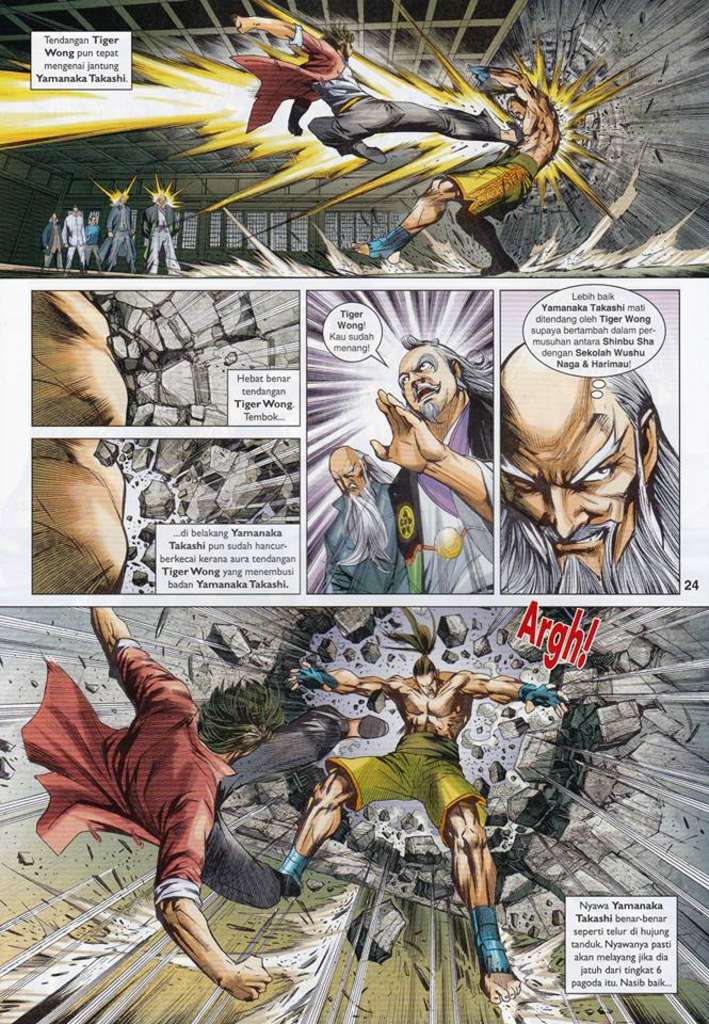 Tendangan Tiger
Wong pun tepat
mengenai jantung
Yamanaka Takashi.
Hebat benar
tendangan
Tiger Wong.
Tembok...
...di belakang Yamanaka
Takashi pun sudah hancur-
berkecai kerana aura tendangan
Tiger Wong yang menembusi
badan Yamanaka Takashi.
Tiger
Wong!
Kau sudah
menang!
Lebih baik
Yamanaka Takashi mati
ditendang oleh Tiger Wong
supaya bertambah dalam per-
musuhan antara Shinbu Sha
dengan Sekolah Wushu
Naga & Harimau!
24
Argh!
Nyawa Yamanaka
Takashi benar-benar
seperti telur di hujung
tanduk. Nyawanya pasti
akan melayang jika dia
jatuh dari tingkat 6
pagoda itu. Nasib baik...